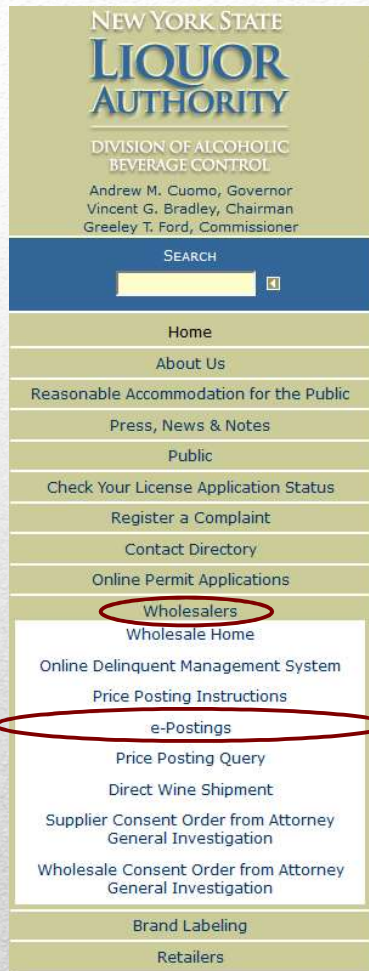 NEW YORK STATE
LIQUOR
AUTHORITY
DIVISION OF ALCOHOLIC
BEVERAGE CONTROL
Andrew M. Cuomo, Governor
Vincent G. Bradley, Chairman
Greeley T. Ford, Commissioner
SEARCH
Home
About Us
Reasonable Accommodation for the Public
Press, News & Notes
Public
Check Your License Application Status
Register a Complaint
Contact Directory
Online Permit Applications
Wholesalers
Wholesale Home
Online Delinquent Management System
Price Posting Instructions
e-Postings
Price Posting Query
Direct Wine Shipment
Supplier Consent Order from Attorney
General Investigation
Wholesale Consent Order from Attorney
General Investigation
Brand Labeling
Retailers